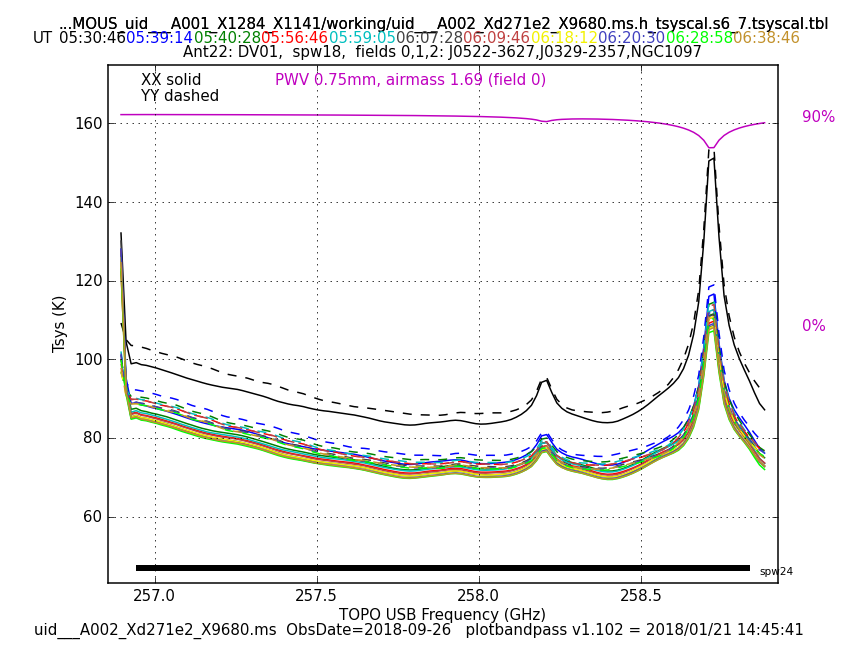 ...MOUS_uid___A001_X1284_X1141/working/uid___A002_Xd271e2_X9680.ms.h_tsyscal.s6_7.tsyscal.tbl
UT 05:30:46 05:39:14 05:40:28 05:56:46 05:59:05 06:07:28 06:09:46 06:18:12 06:20:30 06:28:58 06:38:46
Ant22: DV01,  spw18,  fields 0,1,2: J0522-3627,J0329-2357,NGC1097
XX solid
PWV 0.75mm, airmass 1.69 (field 0)
YY dashed
90%
160
140
120
0%
100
80
60
Tsys (K)
spw24
257.0 257.5 258.0 258.5
TOPO USB Frequency (GHz)
uid___A002_Xd271e2_X9680.ms  ObsDate=2018-09-26   plotbandpass v1.102 = 2018/01/21 14:45:41